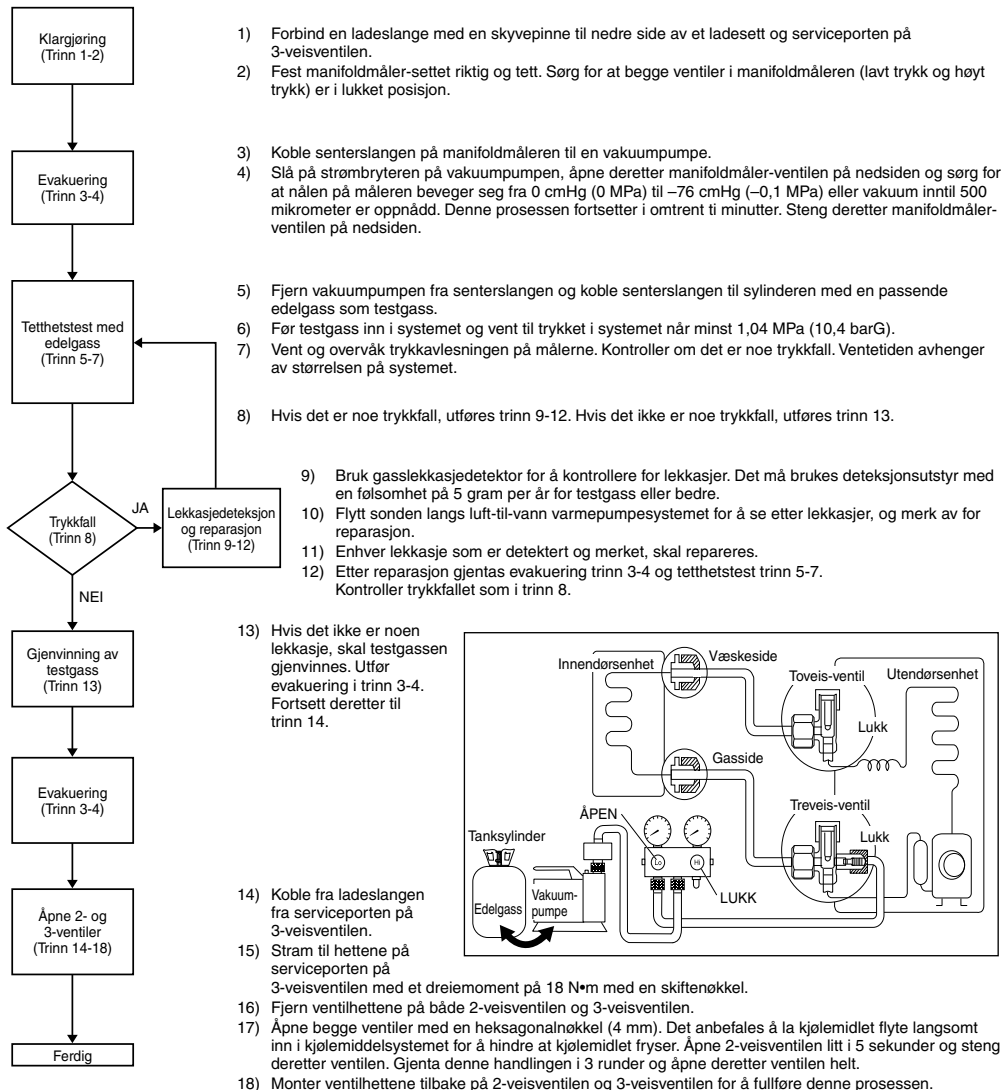 Klargjøring
(Trinn 1-2)
1) Forbind en ladeslange med en skyvepinne til nedre side av et ladesett og serviceporten på
3-veisventilen.
2) Fest manifoldmåler-settet riktig og tett. Sørg for at begge ventiler i manifoldmåleren (lavt trykk og høyt
trykk) er i lukket posisjon.
Evakuering
(Trinn 3-4)
3) Koble senterslangen på manifoldmåleren til en vakuumpumpe.
4) Slå på strømbryteren på vakuumpumpen, åpne deretter manifoldmåler-ventilen på nedsiden og sørg for
at nålen på måleren beveger seg fra 0 cmHg (0 MPa) til –76 cmHg (–0,1 MPa) eller vakuum inntil 500
mikrometer er oppnådd. Denne prosessen fortsetter i omtrent ti minutter. Steng deretter manifoldmåler-
ventilen på nedsiden.
Tetthetstest med
edelgass
(Trinn 5-7)
5) Fjern vakuumpumpen fra senterslangen og koble senterslangen til sylinderen med en passende
edelgass som testgass.
6) Før testgass inn i systemet og vent til trykket i systemet når minst 1,04 MPa (10,4 barG).
7) Vent og overvåk trykkavlesningen på målerne. Kontroller om det er noe trykkfall. Ventetiden avhenger
av størrelsen på systemet.
8) Hvis det er noe trykkfall, utføres trinn 9-12. Hvis det ikke er noe trykkfall, utføres trinn 13.
Trykkfall
(Trinn 8)
JA
NEI
Lekkasjedeteksjon
og reparasjon
(Trinn 9-12)
9) Bruk gasslekkasjedetektor for å kontrollere for lekkasjer. Det må brukes deteksjonsutstyr med
en følsomhet på 5 gram per år for testgass eller bedre.
10) Flytt sonden langs luft-til-vann varmepumpesystemet for å se etter lekkasjer, og merk av for
reparasjon.
11) Enhver lekkasje som er detektert og merket, skal repareres.
12) Etter reparasjon gjentas evakuering trinn 3-4 og tetthetstest trinn 5-7.
Kontroller trykkfallet som i trinn 8.
Gjenvinning av
testgass
(Trinn 13)
13) Hvis det ikke er noen
lekkasje, skal testgassen
gjenvinnes. Utfør
evakuering i trinn 3-4.
Fortsett deretter til
trinn 14.
Innendørsenhet
Væskeside
Toveis-ventil
Utendørsenhet
Lukk
Gasside
Treveis-ventil
Lukk
ÅPEN
Tanksylinder
Lo
Hi
LUKK
Edelgass
Vakuum-
pumpe
Evakuering
(Trinn 3-4)
Åpne 2- og
3-ventiler
(Trinn 14-18)
14) Koble fra ladeslangen
fra serviceporten på
3-veisventilen.
15) Stram til hettene på
serviceporten på
3-veisventilen med et dreiemoment på 18 N•m med en skiftenøkkel.
16) Fjern ventilhettene på både 2-veisventilen og 3-veisventilen.
17) Åpne begge ventiler med en heksagonalnøkkel (4 mm). Det anbefales å la kjølemidlet flyte langsomt
inn i kjølemiddelsystemet for å hindre at kjølemidlet fryser. Åpne 2-veisventilen litt i 5 sekunder og steng
deretter ventilen. Gjenta denne handlingen i 3 runder og åpne deretter ventilen helt.
18) Monter ventilhettene tilbake på 2-veisventilen og 3-veisventilen for å fullføre denne prosessen.
Ferdig